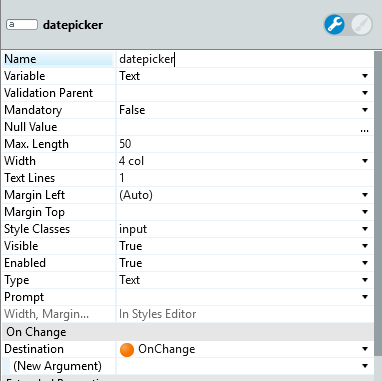 a datepicker
Name datepicker
Variable Text
Validation Parent
Mandatory False
Null Value ...
Max. Length 50
Width 4 col
Text Lines 1
Margin Left (Auto)
Margin Top
Style Classes input
Visible True
Enabled True
Type Text
Prompt
Width, Margin... In Styles Editor
On Change
Destination OnChange
(New Argument)